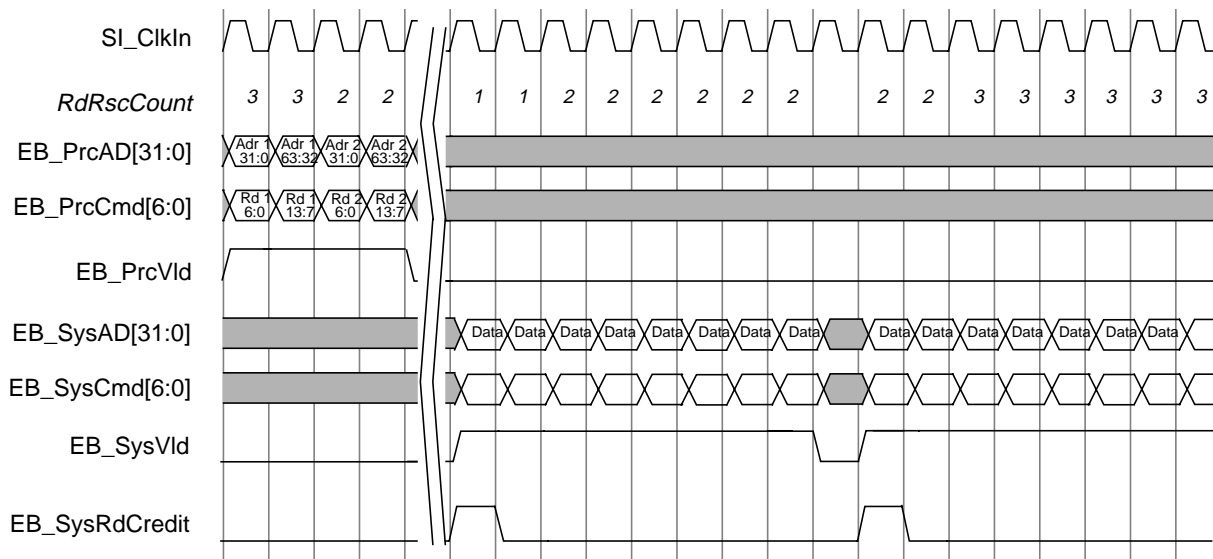 SI_ClkIn
RdRscCount 3 3 2 2 1 1 2 2 2 2 2 2 2 2 3 3 3 3 3 3
EB_PrcAD[31:0] Adr 1 31:0 Adr 1 63:32 Adr 2 31:0 Adr 2 63:32
EB_PrcCmd[6:0] Rd 1 6:0 Rd 1 13:7 Rd 2 6:0 Rd 2 13:7
EB_PrcVld
EB_SysAD[31:0] Data Data Data Data Data Data Data Data Data Data Data Data Data Data Data
EB_SysCmd[6:0]
EB_SysVld
EB_SysRdCredit